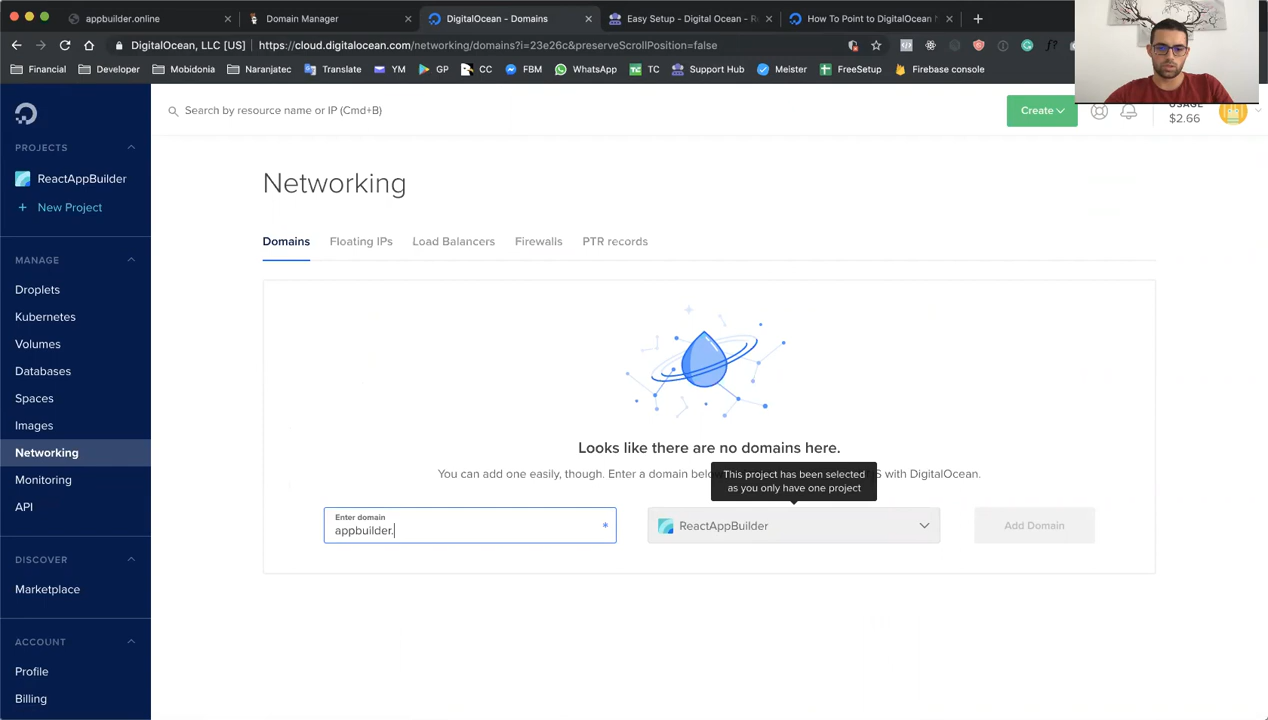 appbuilder.online
Domain Manager
DigitalOcean - Domains
Easy Setup - Digital Ocean - R
How To Point to DigitalOcean
DigitalOcean, LLC [US]
https://cloud.digitalocean.com/networking/domains?i=23e26c&preserveScrollPosition=false
Financial
Developer
Mobidonia
Naranjatec
Translate
YM
GP
CC
FBM
WhatsApp
TC
Support Hub
Meister
FreeSetup
Firebase console
Search by resource name or IP (Cmd+B)
Create
USAGE
$2.66
PROJECTS
ReactAppBuilder
+ New Project
MANAGE
Droplets
Kubernetes
Volumes
Databases
Spaces
Images
Networking
Monitoring
API
DISCOVER
Marketplace
ACCOUNT
Profile
Billing
Networking
Domains
Floating IPs
Load Balancers
Firewalls
PTR records
Looks like there are no domains here.
You can add one easily, though. Enter a domain below
S with DigitalOcean.
This project has been selected
as you only have one project
Enter domain
appbuilder.
*
ReactAppBuilder
Add Domain